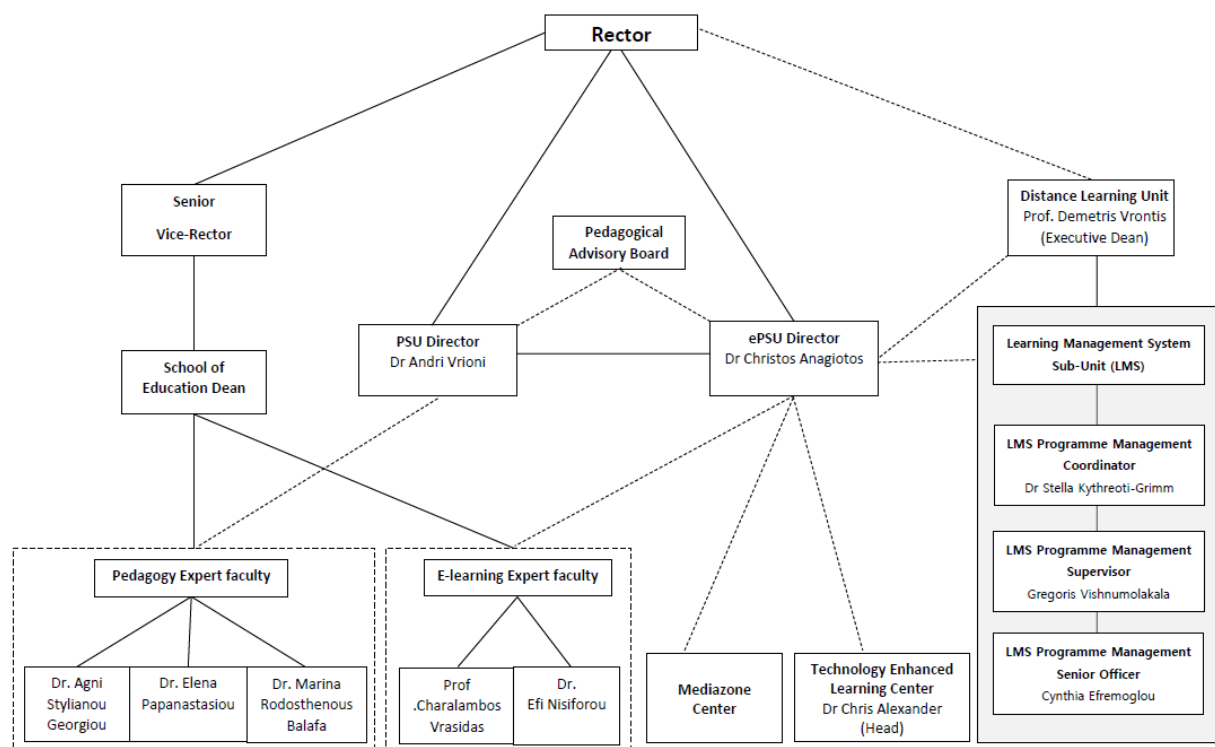 Rector
Senior
Vice-Rector
Pedagogical
Advisory Board
Distance Learning Unit
Prof. Demetris Vrontis
(Executive Dean)
School of
Education Dean
PSU Director
Dr Andri Vrioni
ePSU Director
Dr Christos Anagiotos
Learning Management System
Sub-Unit (LMS)
LMS Programme Management
Coordinator
Dr Stella Kythreoti-Grimm
LMS Programme Management
Supervisor
Gregoris Vishnumolakala
LMS Programme Management
Senior Officer
Cynthia Efremoglou
Pedagogy Expert faculty
Dr. Agni
Stylianou
Georgiou
Dr. Elena
Papanastasiou
Dr. Marina
Rodosthenous
Balafa
E-learning Expert faculty
Prof
.Charalambos
Vrasidas
Dr.
Efi Nisiforou
Mediazone
Center
Technology Enhanced
Learning Center
Dr Chris Alexander
(Head)